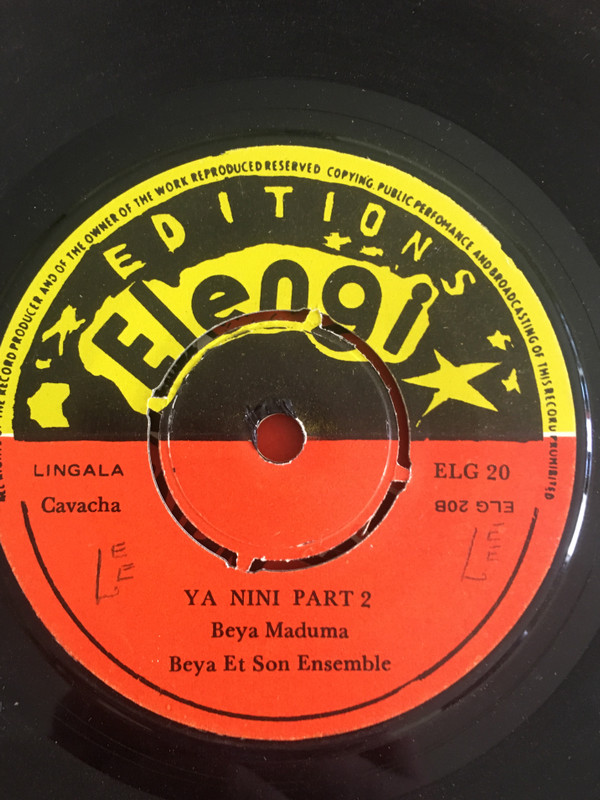 THE RECORD PRODUCER AND OF THE OWNER OF THE WORK REPRODUCED RESERVED COPYING, PUBLIC PERFOMANCE AND BROADCASTING OF THIS RECORD PROHIBITED
EDITIONS
Elengi
LINGALA
Cavacha
ELG 20
ELG 20B
LEE
LEE
YA NINI PART 2
Beya Maduma
Beya Et Son Ensemble